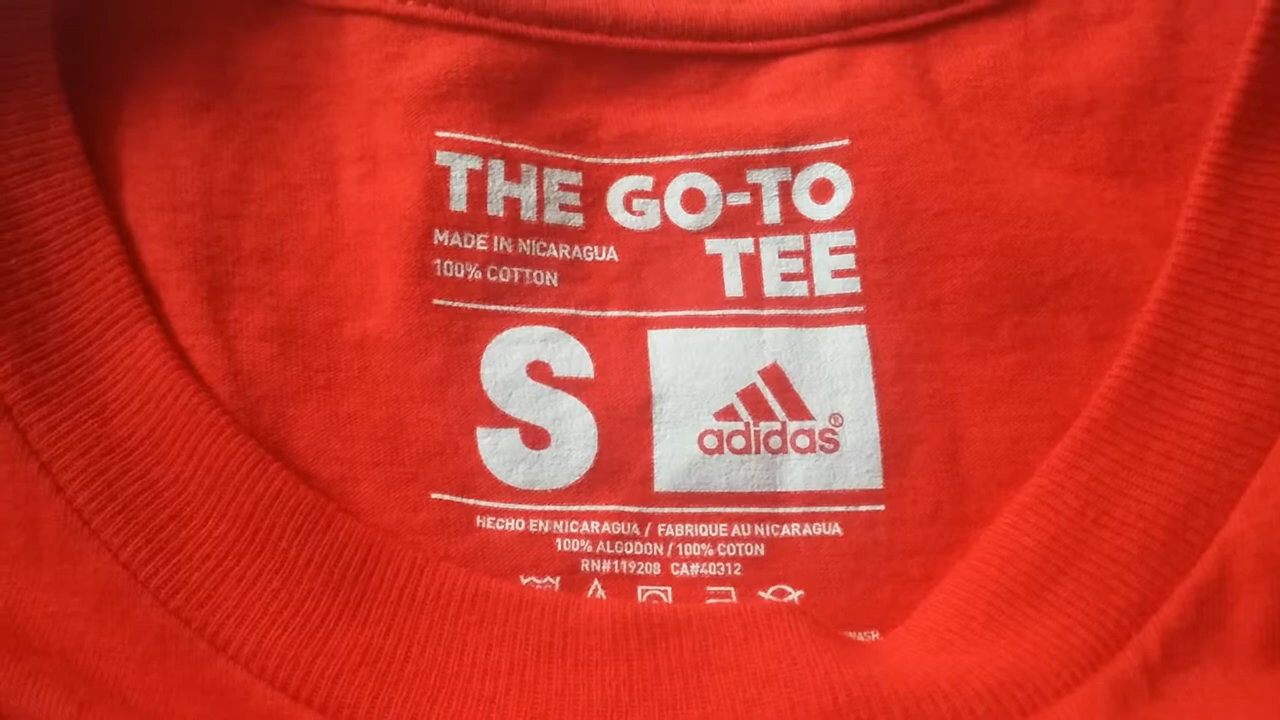 THE GO-TO
TEE
MADE IN NICARAGUA
100% COTTON
S
adidas®
HECHO EN NICARAGUA / FABRIQUE AU NICARAGUA
100% ALGODON / 100% COTON
RN#119208 CA#40312